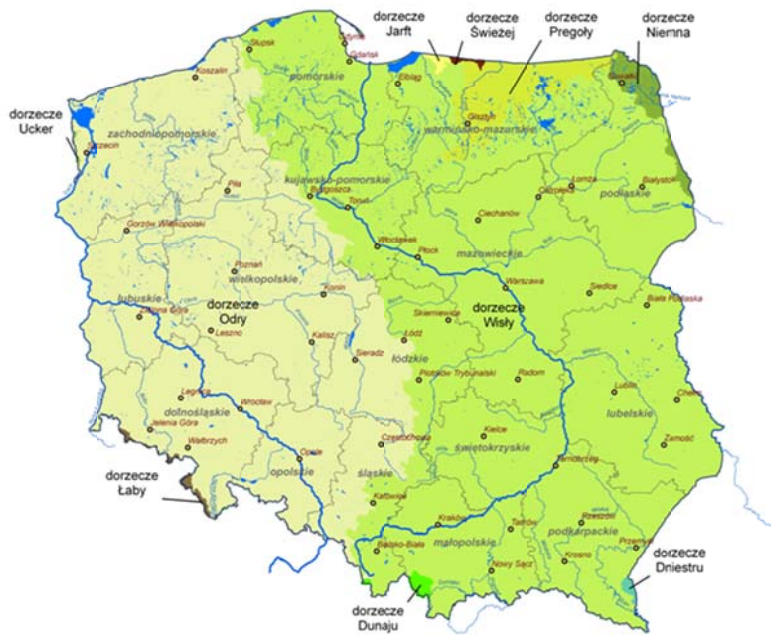 dorzecze
Jarft
dorzecze
Świeżej
dorzecze
Pregoły
dorzecze
Niemna
Gdynia
Słupsk
Gdańsk
Koszalin
pomorskie
Elbląg
Suwałki
dorzecze
Ucker
zachodniopomorskie
Olsztyn
warmińsko-mazurskie
Szczecin
Piła
kujawsko-pomorskie
Bydgoszcz
Toruń
Łomża
Białystok
Ostrołęka
podlaskie
Gorzów Wielkopolski
Ciechanów
Włocławek
Płock
mazowieckie
Poznań
wielkopolskie
Konin
Warszawa
Siedlce
Biała Podlaska
lubuskie
Zielona Góra
dorzecze
Odry
Leszno
Kalisz
Skierniewice
dorzecze
Wisły
Łódź
Sieradz
łódzkie
Piotrków Trybunalski
Radom
Lublin
Chełm
Legnica
Wrocław
dolnośląskie
lubelskie
Jelenia Góra
Wałbrzych
Opole
opolskie
Częstochowa
śląskie
Kielce
świętokrzyskie
Zamość
dorzecze
Łaby
Tarnobrzeg
Katowice
Kraków
Tarnów
Rzeszów
podkarpackie
małopolskie
Bielsko-Biała
Nowy Sącz
Krosno
Przemyśl
dorzecze
Dniestru
dorzecze
Dunaju